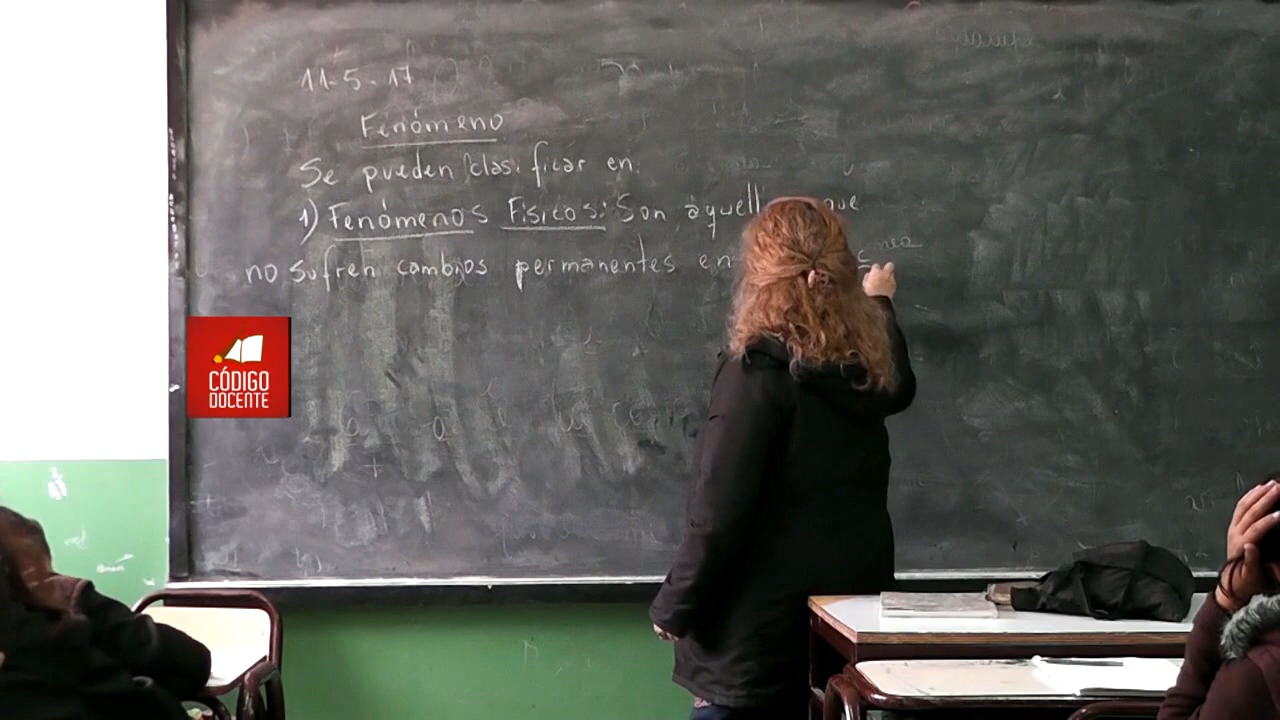 11-5-17
Fenómeno
Se pueden clasificar en:
1) Fenómenos Físicos: Son aquell que
no sufren cambios permanentes en
CÓDIGO
DOCENTE